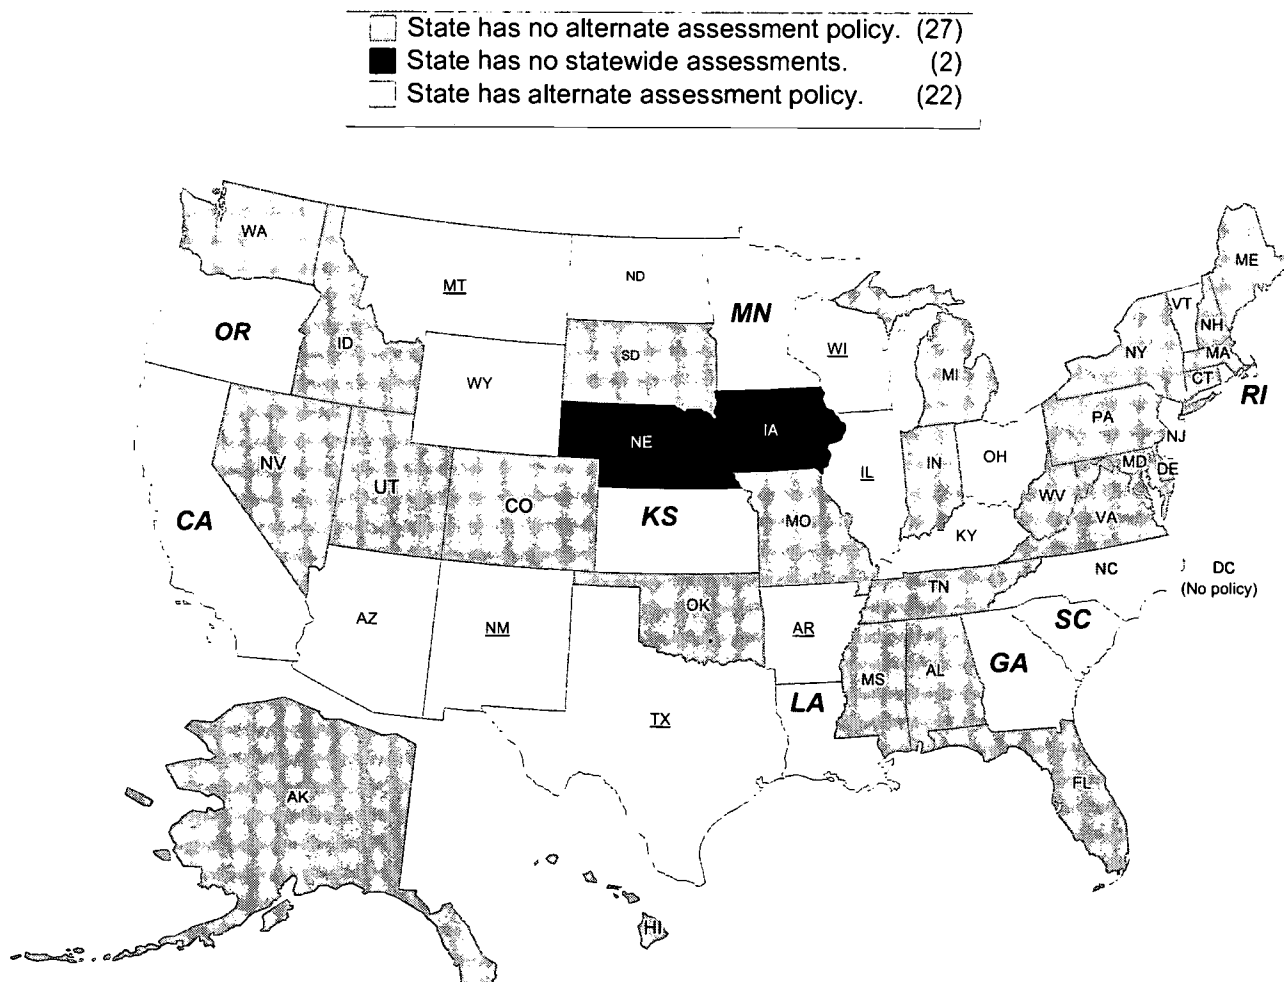 State has no alternate assessment policy. (27)
State has no statewide assessments. (2)
State has alternate assessment policy. (22)
WA
MT
ND
MN
ME
VT
NH
OR
ID
SD
WI
MI
NY
MA
CT
RI
WY
NE
IA
PA
NJ
NV
UT
CO
IL
IN
OH
MD
DE
WV
VA
CA
KS
MO
KY
NC
DC
(No policy)
AZ
NM
OK
AR
TN
SC
GA
MS
AL
LA
TX
FL
AK
HI